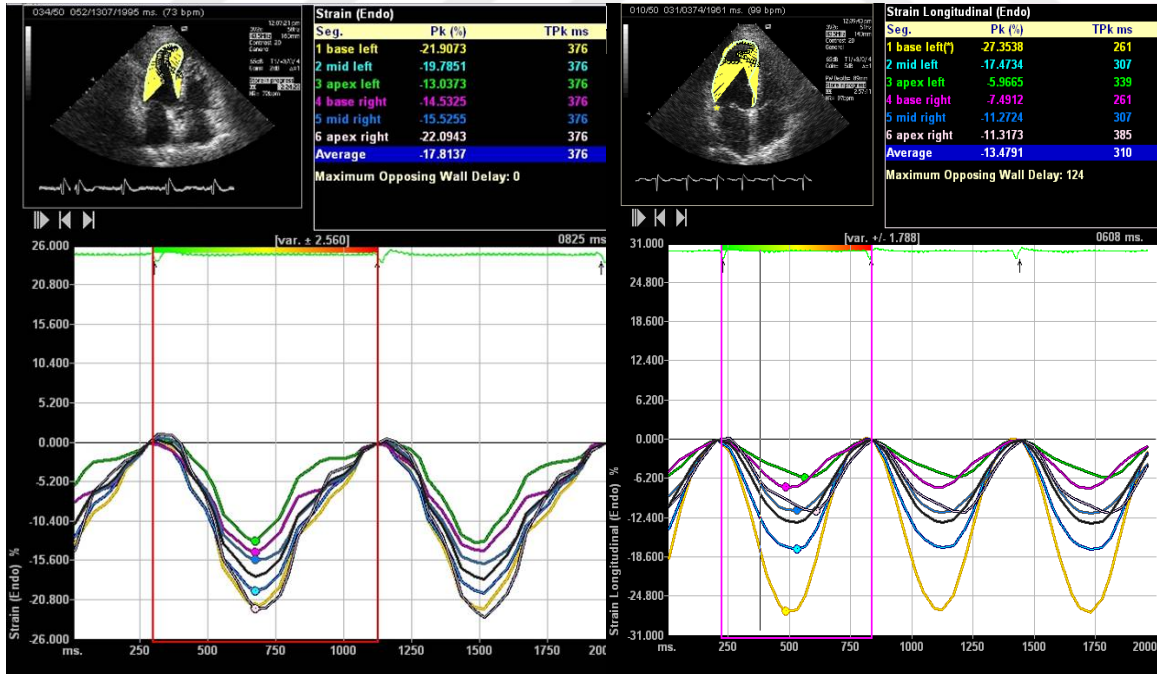 034/50 052/1307/1995 ms. (73 bpm)
Strain (Endo)
Seg. Pk (%) TPk ms
1 base left -21.9073 376
2 mid left -19.7851 376
3 apex left -13.0373 376
4 base right -14.5325 376
5 mid right -15.5255 376
6 apex right -22.0943 376
Average -17.8137 376
Maximum Opposing Wall Delay: 0
[var. ± 2.560] 0825 ms
26.000
20.800
15.600
10.400
5.200
0.000
-5.200
-10.400
-15.600
-20.800
-26.000
Strain (Endo) %
ms. 250 500 750 1000 1250 1500 1750 200
010/50 031/0374/1961 ms. (99 bpm)
Strain Longitudinal (Endo)
Seg. Pk (%) TPk ms
1 base left(*) -27.3538 261
2 mid left -17.4734 307
3 apex left -5.9665 339
4 base right -7.4912 261
5 mid right -11.2724 307
6 apex right -11.3173 385
Average -13.4791 310
Maximum Opposing Wall Delay: 124
[var. +/- 1.788] 0608 ms.
31.000
24.800
18.600
12.400
6.200
0.000
-6.200
-12.400
-18.600
-24.800
-31.000
Strain Longitudinal (Endo) %
ms. 250 500 750 1000 1250 1500 1750 2000